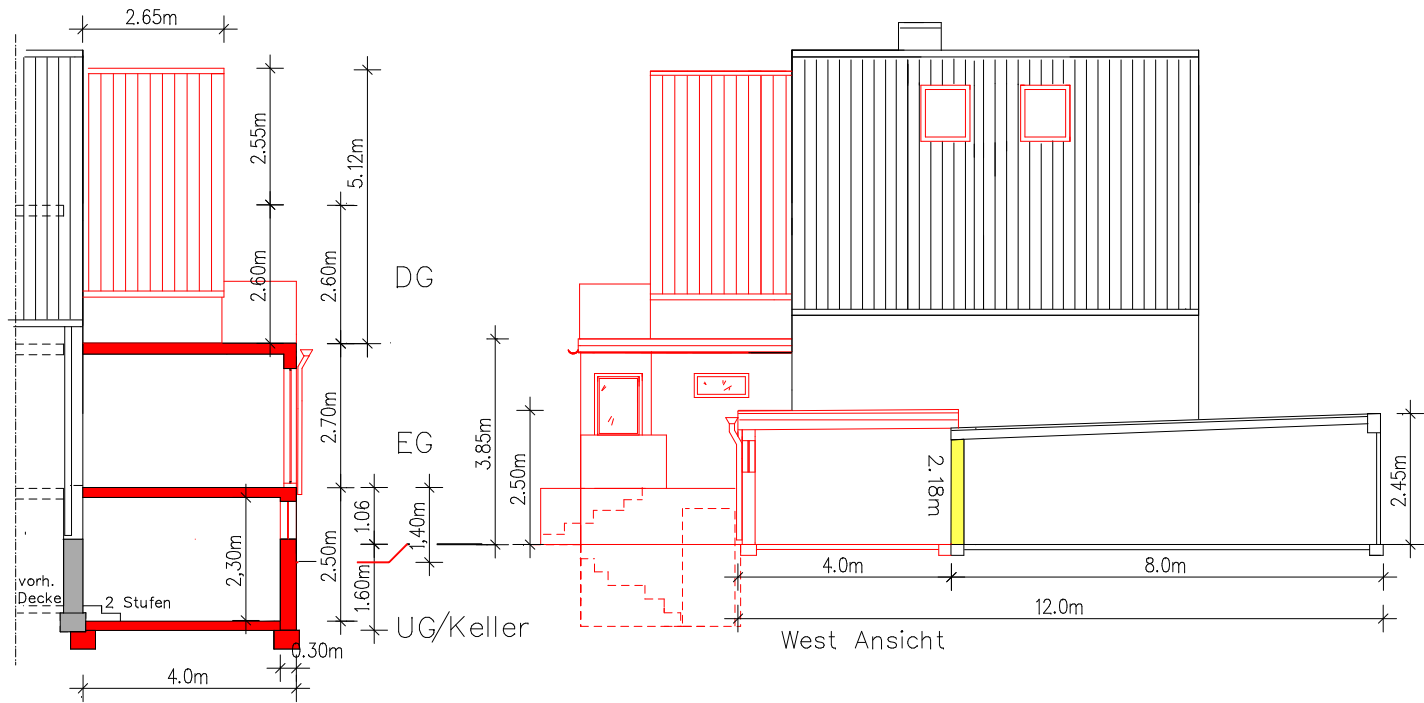 2.65m
2.55m
5.12m
2.60m
2.60m
DG
2.70m
EG
3.85m
2.50m
2.18m
2.45m
1.06
1,40m
2,30m
2.50m
1.60m
vorh.
Decke
2 Stufen
UG/Keller
0.30m
4.0m
4.0m
8.0m
12.0m
West Ansicht